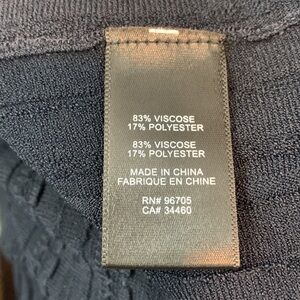 83% VISCOSE
17% POLYESTER
83% VISCOSE
17% POLYESTER
MADE IN CHINA
FABRIQUE EN CHINE
RN# 96705
CA# 34460